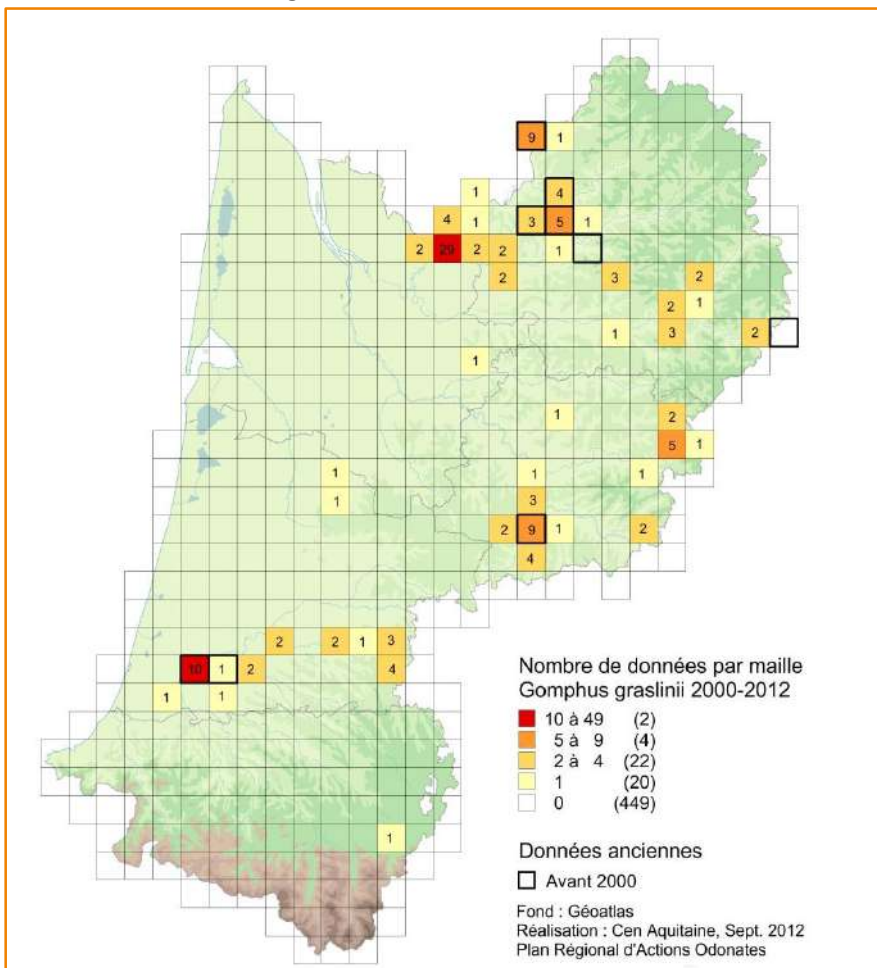 9 1
1 4
4 1 3 5 1
2 29 2 2 1
2 3 2
2 1
1 3 2
1
1 2
5 1
1 1 1
1 3
2 9 1 2
4
2 2 1 3
10 1 2 4
1 1
1
Nombre de données par maille
Gomphus graslinii 2000-2012
10 à 49 (2)
5 à 9 (4)
2 à 4 (22)
1 (20)
0 (449)
Données anciennes
Avant 2000
Fond : Géoatlas
Réalisation : Cen Aquitaine, Sept. 2012
Plan Régional d'Actions Odonates